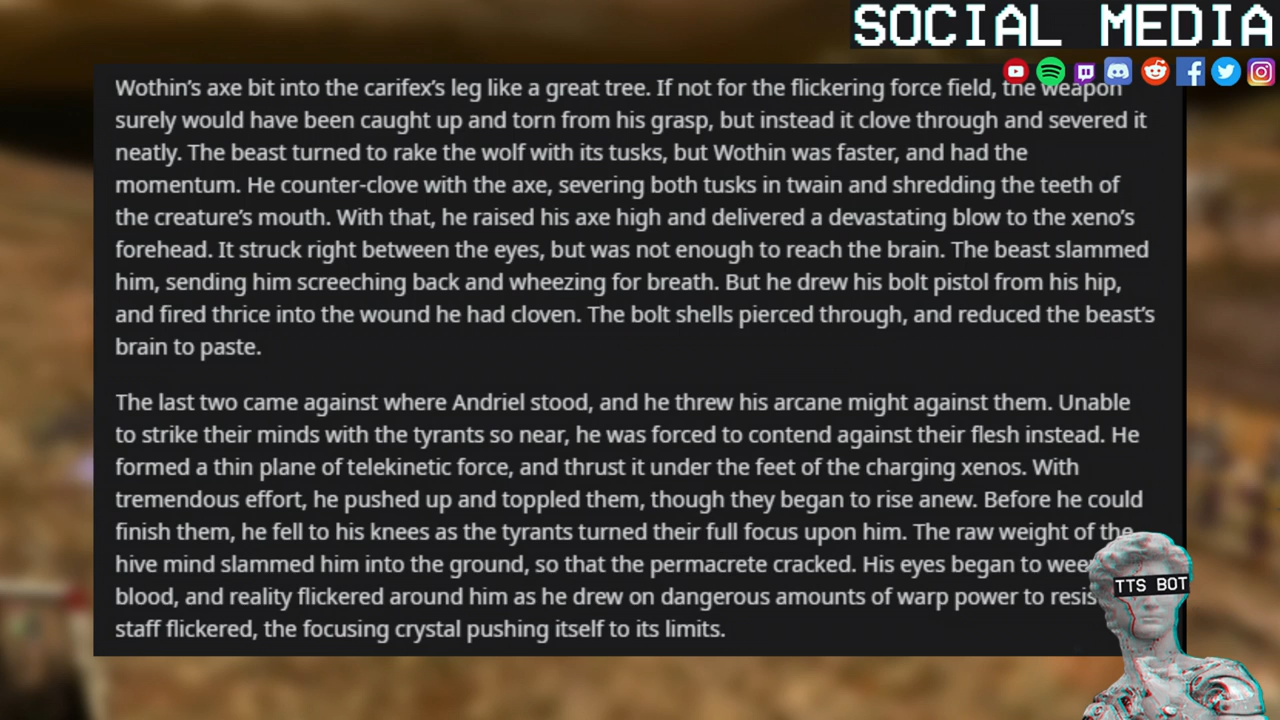 SOCIAL MEDIA
Wothin’s axe bit into the carifex’s leg like a great tree. If not for the flickering force field, the weapon
surely would have been caught up and torn from his grasp, but instead it clove through and severed it
neatly. The beast turned to rake the wolf with its tusks, but Wothin was faster, and had the
momentum. He counter-clove with the axe, severing both tusks in twain and shredding the teeth of
the creature’s mouth. With that, he raised his axe high and delivered a devastating blow to the xeno’s
forehead. It struck right between the eyes, but was not enough to reach the brain. The beast slammed
him, sending him screeching back and wheezing for breath. But he drew his bolt pistol from his hip,
and fired thrice into the wound he had cloven. The bolt shells pierced through, and reduced the beast’s
brain to paste.
The last two came against where Andriel stood, and he threw his arcane might against them. Unable
to strike their minds with the tyrants so near, he was forced to contend against their flesh instead. He
formed a thin plane of telekinetic force, and thrust it under the feet of the charging xenos. With
tremendous effort, he pushed up and toppled them, though they began to rise anew. Before he could
finish them, he fell to his knees as the tyrants turned their full focus upon him. The raw weight of the
hive mind slammed him into the ground, so that the permacrete cracked. His eyes began to
blood, and reality flickered around him as he drew on dangerous amounts of warp power to
staff flickered, the focusing crystal pushing itself to its limits.
TTS BOT